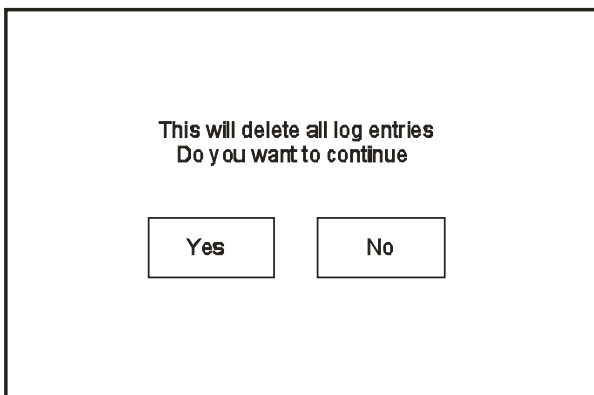 This will delete all log entries
Do you want to continue
Yes No